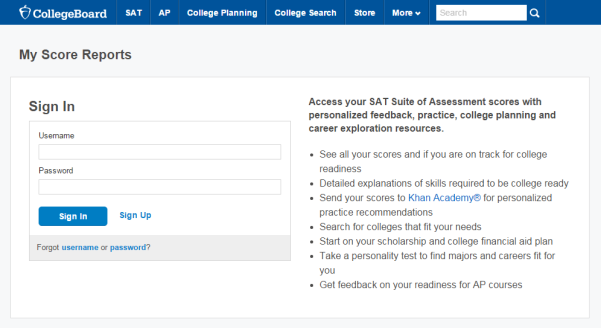 CollegeBoard SAT AP College Planning College Search Store More Search
My Score Reports
Sign In
Username
Password
Sign In Sign Up
Forgot username or password?
Access your SAT Suite of Assessment scores with
personalized feedback, practice, college planning and
career exploration resources.
• See all your scores and if you are on track for college
readiness
• Detailed explanations of skills required to be college ready
• Send your scores to Khan Academy® for personalized
practice recommendations
• Search for colleges that fit your needs
• Start on your scholarship and college financial aid plan
• Take a personality test to find majors and careers fit for
you
• Get feedback on your readiness for AP courses